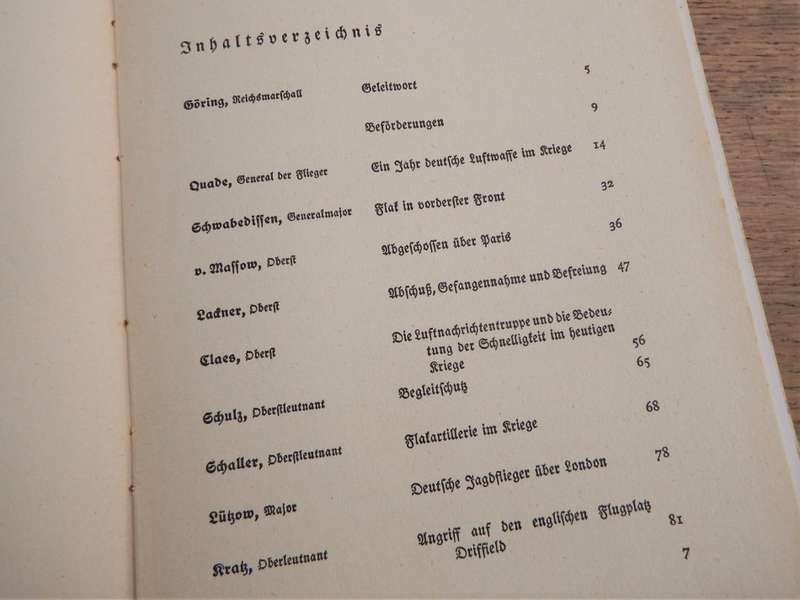 Inhaltsverzeichnis
Göring, Reichsmarschall Geleitwort 5
Beförderungen 9
Quade, General der Flieger Ein Jahr deutsche Luftwaffe im Kriege 14
Schwabedissen, Generalmajor Flak in vorderster Front 32
v. Massow, Oberst Abgeschossen über Paris 36
Lackner, Oberst Abschuß, Gefangennahme und Befreiung 47
Claes, Oberst Die Luftnachrichtentruppe und die Bedeu-
tung der Schnelligkeit im heutigen
Kriege 56
Schulz, Oberstleutnant Begleitschutz 65
Schaller, Oberstleutnant Flakartillerie im Kriege 68
Lützow, Major Deutsche Jagdflieger über London 78
Kratz, Oberleutnant Angriff auf den englischen Flugplatz
Driffield 81
7